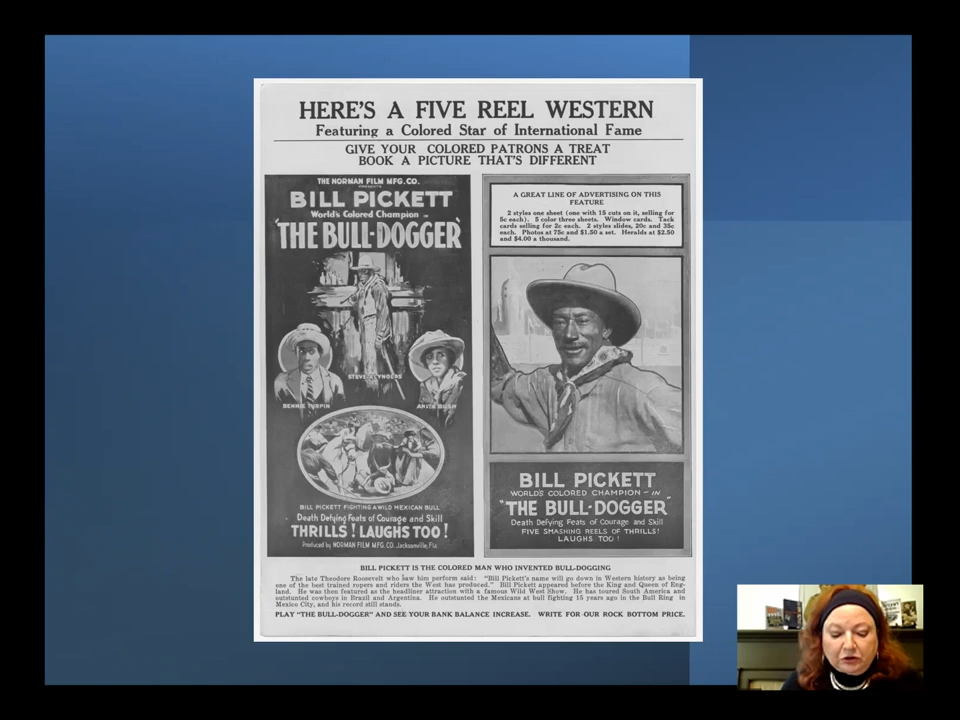 HERE'S A FIVE REEL WESTERN
Featuring a Colored Star of International Fame
GIVE YOUR COLORED PATRONS A TREAT
BOOK A PICTURE THAT'S DIFFERENT
THE NORMAN FILM MFG. CO.
PRESENTS
BILL PICKETT
World's Colored Champion in
"THE BULL-DOGGER"
STEVE REYNOLDS
BENNIE TURPIN
ANITA BUSH
BILL PICKETT FIGHTING A WILD MEXICAN BULL
Death Defying Feats of Courage and Skill
THRILLS! LAUGHS TOO!
Produced by NORMAN FILM MFG. CO. Jacksonville, Fla.
A GREAT LINE OF ADVERTISING ON THIS
FEATURE
2 styles one sheet (one with 15 cuts on it, selling for
5c each). 5 color three sheets. Window cards. Tack
cards selling for 2c each. 2 styles slides, 20c and 35c
each. Photos at 75c and $1.50 a set. Heralds at $2.50
and $4.00 a thousand.
BILL PICKETT
WORLD'S COLORED CHAMPION - IN
"THE BULL-DOGGER"
Death Defying Feats of Courage and Skill
FIVE SMASHING REELS OF THRILLS!
LAUGHS TOO!
BILL PICKETT IS THE COLORED MAN WHO INVENTED BULL-DOGGING
The late Theodore Roosevelt who saw him perform said: "Bill Pickett's name will go down in Western history as being
one of the best trained ropers and riders the West has produced." Bill Pickett appeared before the King and Queen of Eng-
land. He was then featured as the headliner attraction with a famous Wild West Show. He has toured South America and
outstunted cowboys in Brazil and Argentina. He outstunted the Mexicans at bull fighting 15 years ago in the Bull Ring in
Mexico City, and his record still stands.
PLAY "THE BULL-DOGGER" AND SEE YOUR BANK BALANCE INCREASE. WRITE FOR OUR ROCK BOTTOM PRICE.